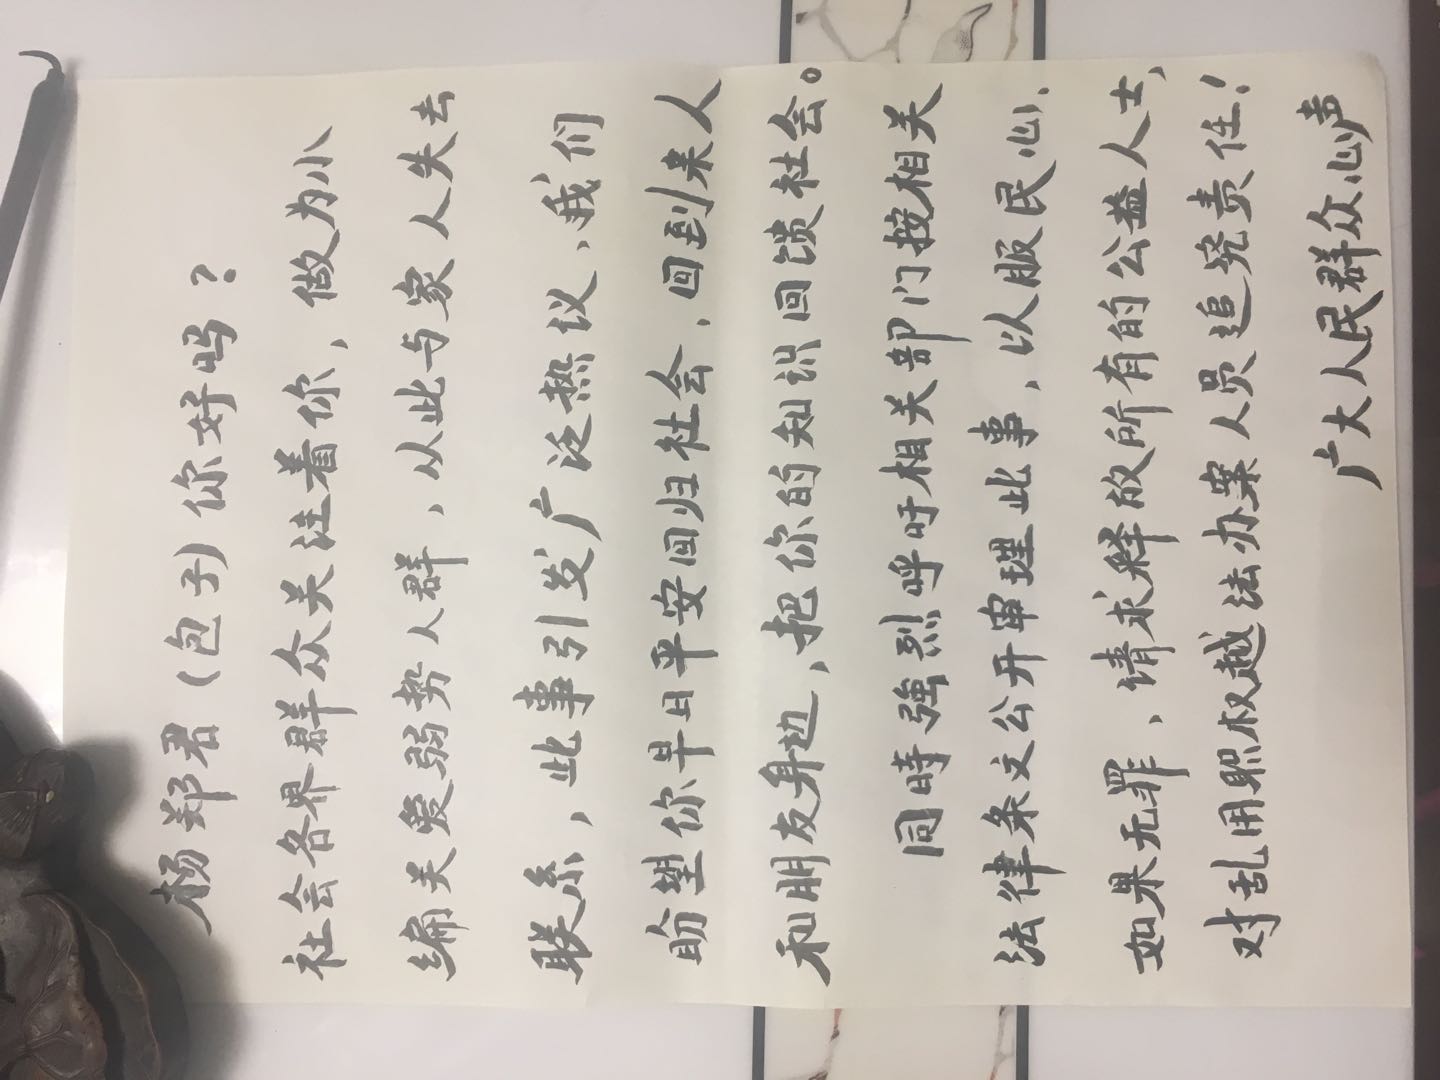 杨郑君(包子)你好吗?
社会各界群众关注着你,做为小
编关爱弱势人群,从此与家人失去
联系,此事引发广泛热议、我们
盼望你早日平安回归社会,回到亲人
和朋友身边,把你的知识回馈社会。
同時強烈呼吁相关部门按相关
法律条文公开审理此事,以服民心、
如果无罪,请求释放所有的公益人士,
对乱用职权越法办案人员追究责任!
广大人民群众心声